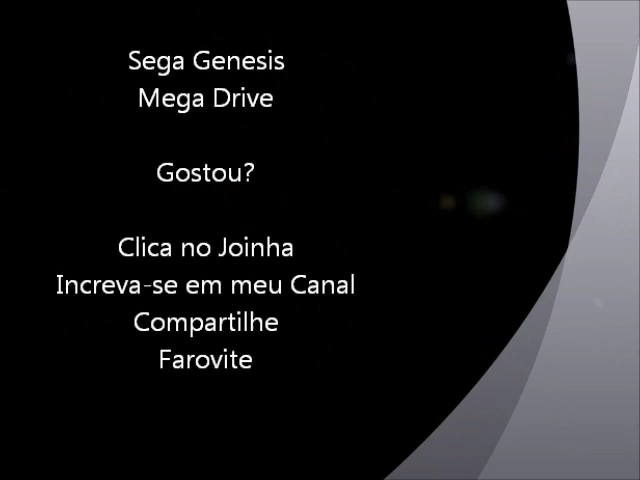 Sega Genesis
Mega Drive
Gostou?
Clica no Joinha
Increva-se em meu Canal
Compartilhe
Farovite